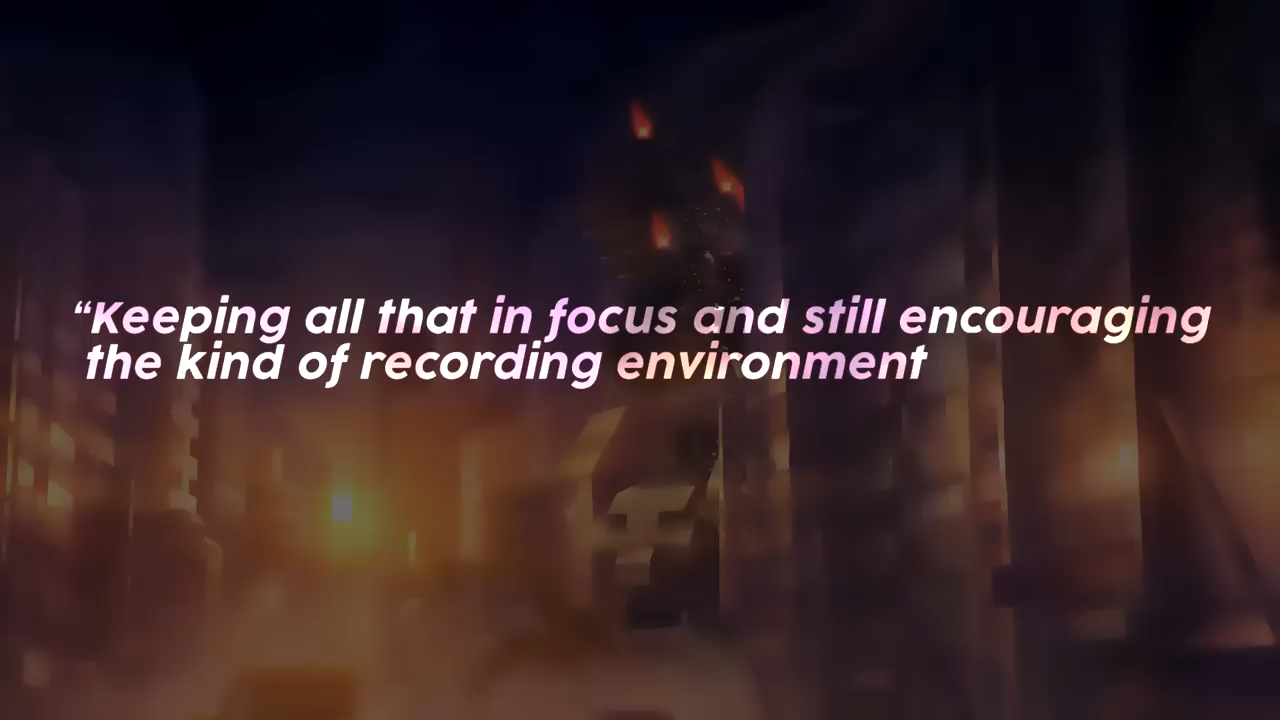 “Keeping all that in focus and still encouraging
the kind of recording environment